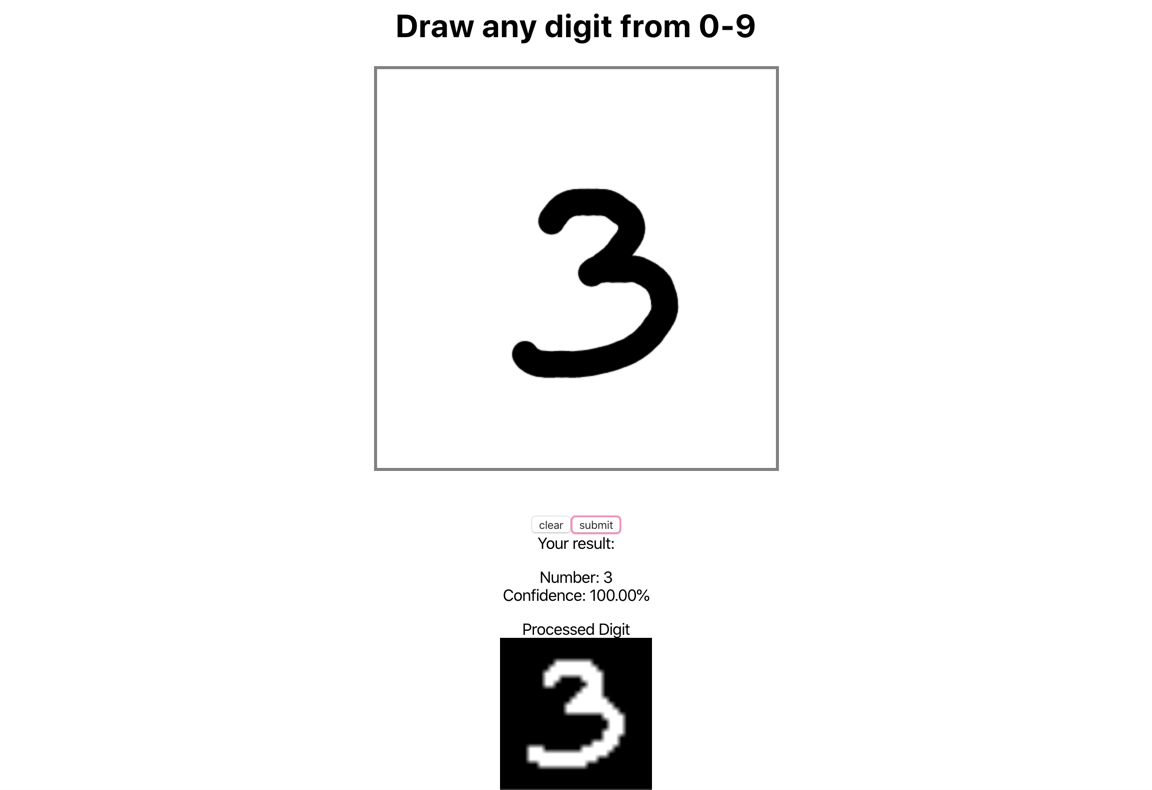 Draw any digit from 0-9
3
clear submit
Your result:
Number: 3
Confidence: 100.00%
Processed Digit
3